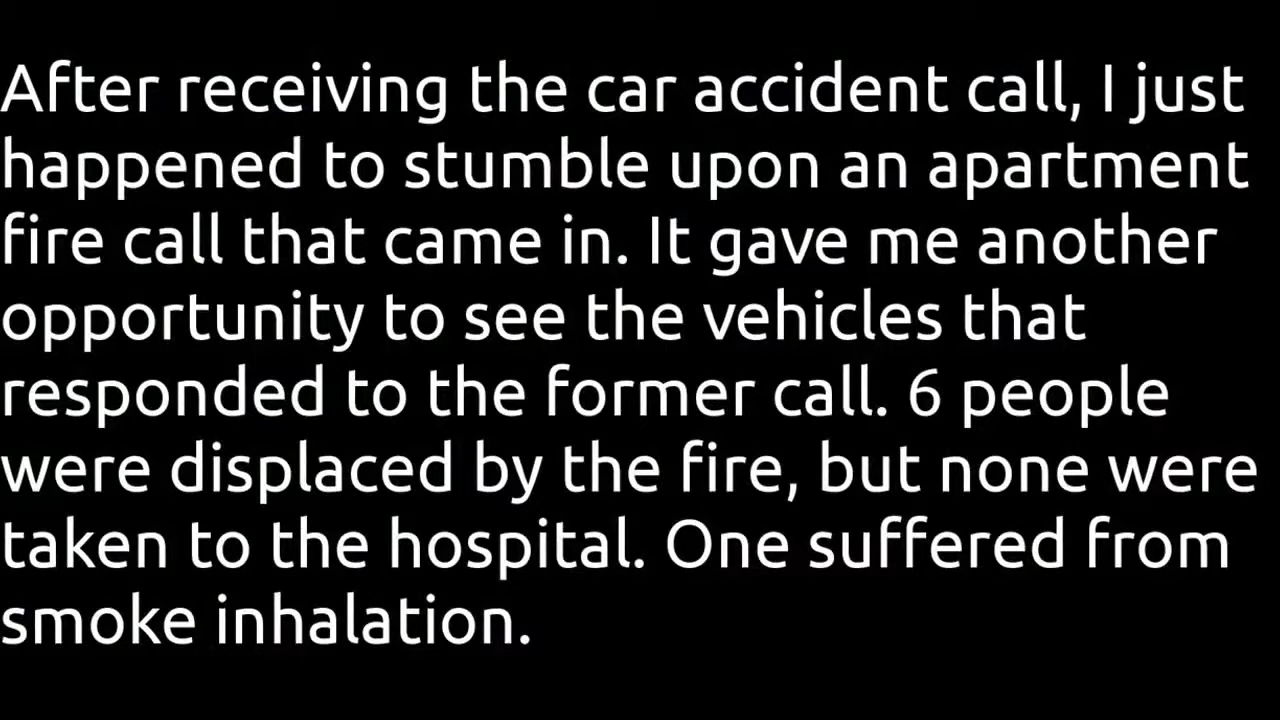 After receiving the car accident call, I just
happened to stumble upon an apartment
fire call that came in. It gave me another
opportunity to see the vehicles that
responded to the former call. 6 people
were displaced by the fire, but none were
taken to the hospital. One suffered from
smoke inhalation.